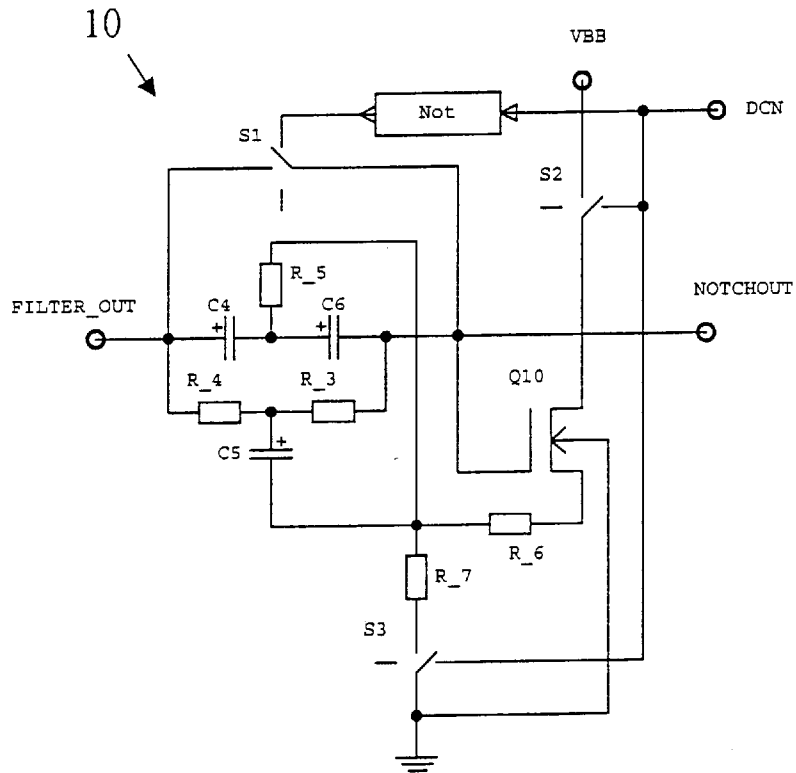 10
VBB
Not
DCN
S1
S2
R_5
FILTER_OUT
C4
C6
NOTCHOUT
R_4
R_3
Q10
C5
R_6
R_7
S3